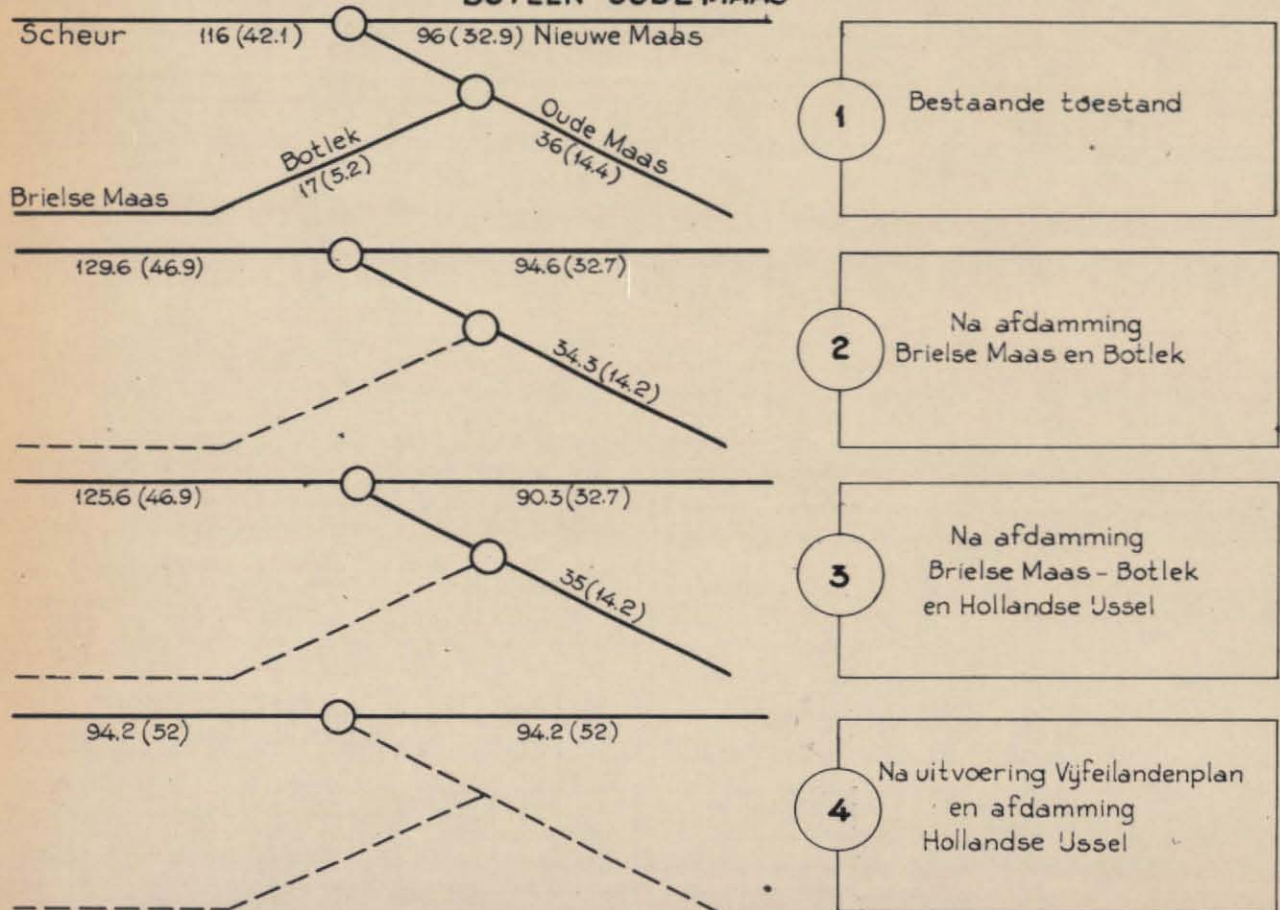 Scheur 116 (42.1) 96 (32.9) Nieuwe Maas
Botlek
17 (5.2)
Oude Maas
36 (14.4)
Brielse Maas
1
Bestaande toestand
129.6 (46.9) 94.6 (32.7)
34.3 (14.2)
2
Na afdamming
Brielse Maas en Botlek
125.6 (46.9) 90.3 (32.7)
35 (14.2)
3
Na afdamming
Brielse Maas - Botlek
en Hollandse IJssel
94.2 (52) 94.2 (52)
4
Na uitvoering Vijfeilandenplan
en afdamming
Hollandse IJssel